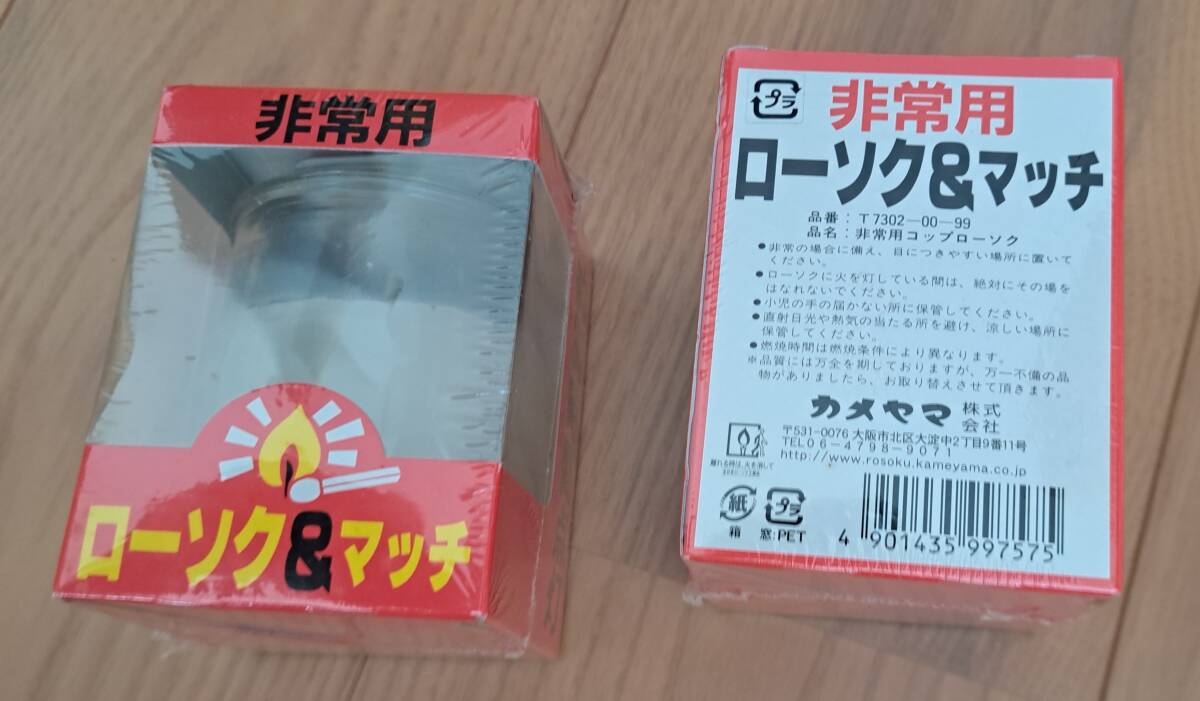 非常用
ローソク&マッチ
プラ
非常用
ローソク&マッチ
品番:T7302-00-99
品名:非常用コップローソク
●非常の場合に備え、目につきやすい場所に置いて
ください。
●ローソクに火を灯している間は、絶対にその場を
はなれないでください。
●小児の手の届かない所に保管してください。
●直射日光や熱気の当たる所を避け、涼しい場所に
保管してください。
●燃焼時間は燃焼条件により異なります。
※品質には万全を期しておりますが、万一不備の品
物がありましたら、お取り替えさせて頂きます。
カメヤマ 株式会社
〒531-0076 大阪市北区大淀中2丁目9番11号
TEL06-4798-9071
http://www.rosoku.kameyama.co.jp
離れる時は、火を消して
紙 プラ
箱 窓:PET
4 901435 997575